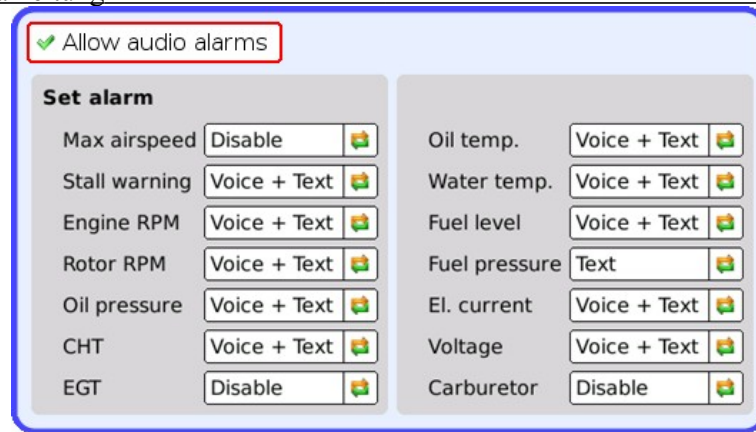 Allow audio alarms
Set alarm
Max airspeed Disable
Stall warning Voice + Text
Engine RPM Voice + Text
Rotor RPM Voice + Text
Oil pressure Voice + Text
CHT Voice + Text
EGT Disable
Oil temp. Voice + Text
Water temp. Voice + Text
Fuel level Voice + Text
Fuel pressure Text
El. current Voice + Text
Voltage Voice + Text
Carburetor Disable